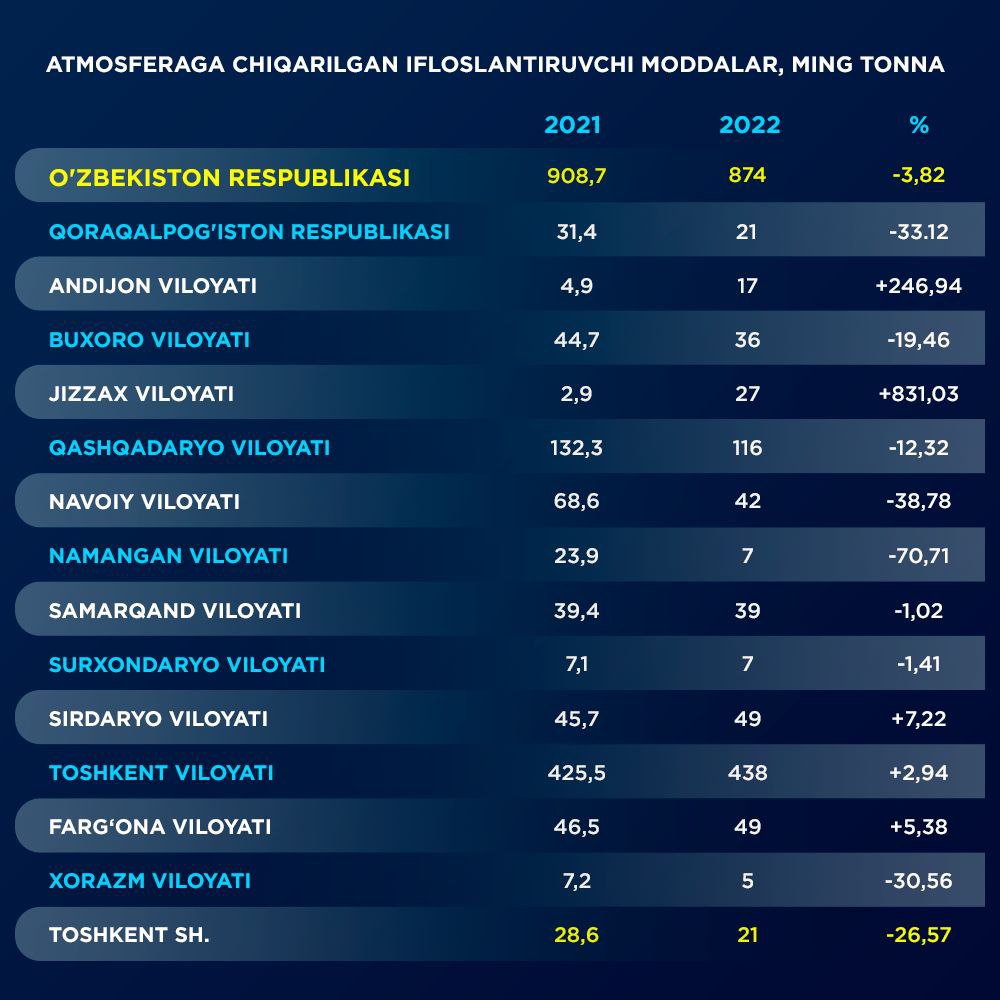 ATMOSFERAGA CHIQARILGAN IFLOSLANTIRUVCHI MODDALAR, MING TONNA
2021 2022 %
O'ZBEKISTON RESPUBLIKASI 908,7 874 -3,82
QORAQALPOG'ISTON RESPUBLIKASI 31,4 21 -33.12
ANDIJON VILOYATI 4,9 17 +246,94
BUXORO VILOYATI 44,7 36 -19,46
JIZZAX VILOYATI 2,9 27 +831,03
QASHQADARYO VILOYATI 132,3 116 -12,32
NAVOIY VILOYATI 68,6 42 -38,78
NAMANGAN VILOYATI 23,9 7 -70,71
SAMARQAND VILOYATI 39,4 39 -1,02
SURXONDARYO VILOYATI 7,1 7 -1,41
SIRDARYO VILOYATI 45,7 49 +7,22
TOSHKENT VILOYATI 425,5 438 +2,94
FARG‘ONA VILOYATI 46,5 49 +5,38
XORAZM VILOYATI 7,2 5 -30,56
TOSHKENT SH. 28,6 21 -26,57